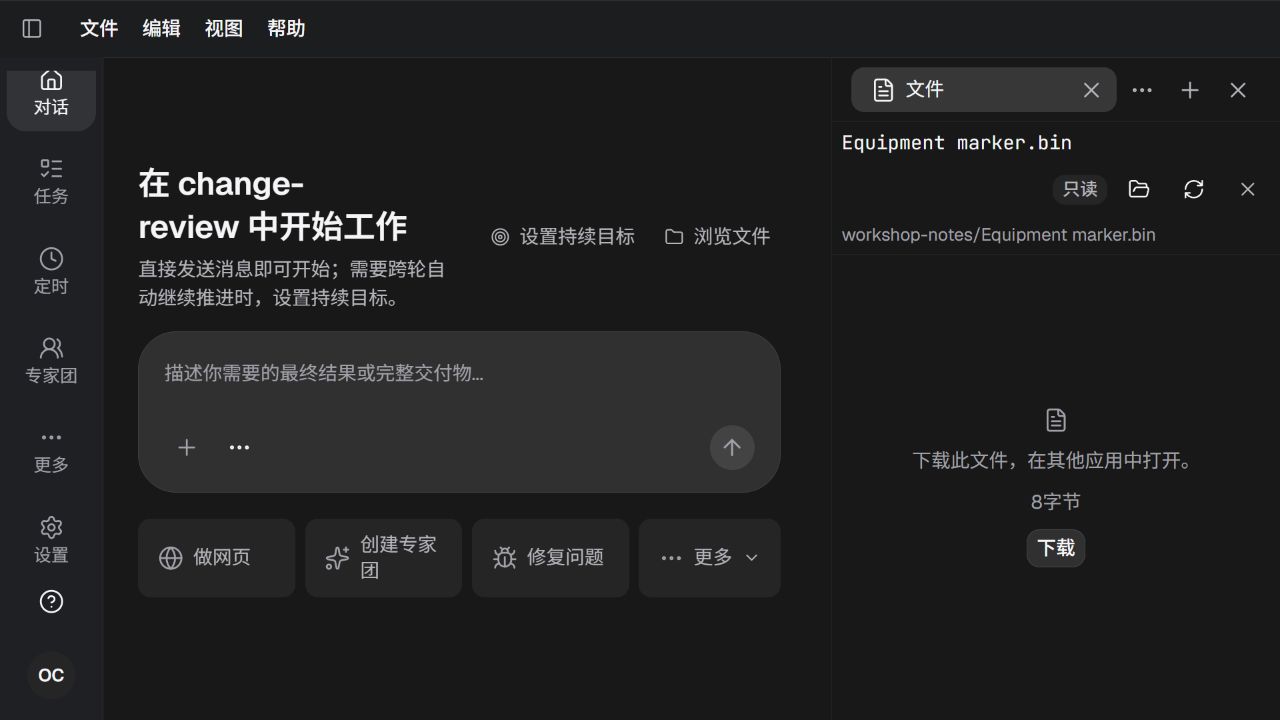 文件 编辑 视图 帮助
对话
任务
定时
专家团
更多
设置
OC
在 change-
review 中开始工作
直接发送消息即可开始；需要跨轮自
动继续推进时，设置持续目标。
设置持续目标 浏览文件
描述你需要的最终结果或完整交付物...
做网页
创建专家
团
修复问题
更多
文件
Equipment marker.bin
只读
workshop-notes/Equipment marker.bin
下载此文件，在其他应用中打开。
8字节
下载